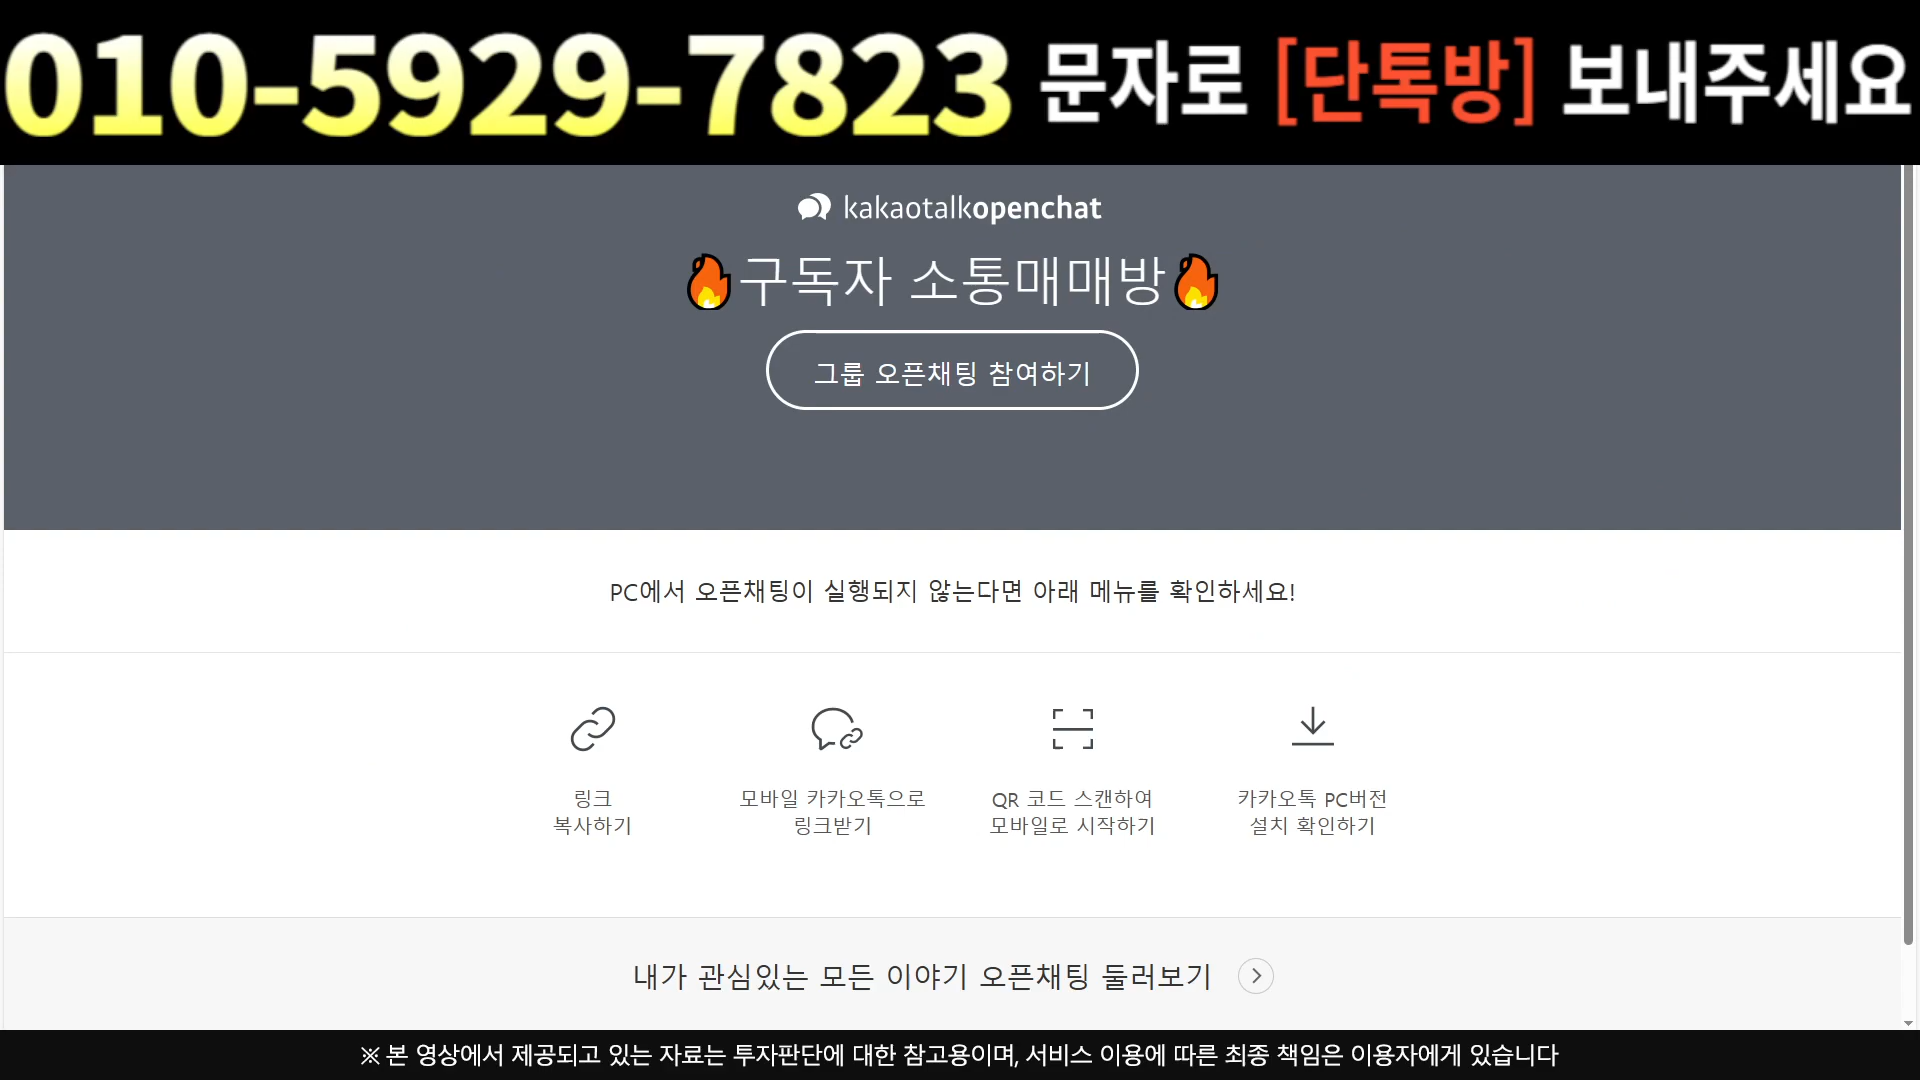 010-5929-7823 문자로 [단톡방] 보내주세요
kakaotalkopenchat
🔥구독자 소통매매방🔥
그룹 오픈채팅 참여하기
PC에서 오픈채팅이 실행되지 않는다면 아래 메뉴를 확인하세요!
링크
복사하기
모바일 카카오톡으로
링크받기
QR 코드 스캔하여
모바일로 시작하기
카카오톡 PC버전
설치 확인하기
내가 관심있는 모든 이야기 오픈채팅 둘러보기
※ 본 영상에서 제공되고 있는 자료는 투자판단에 대한 참고용이며, 서비스 이용에 따른 최종 책임은 이용자에게 있습니다